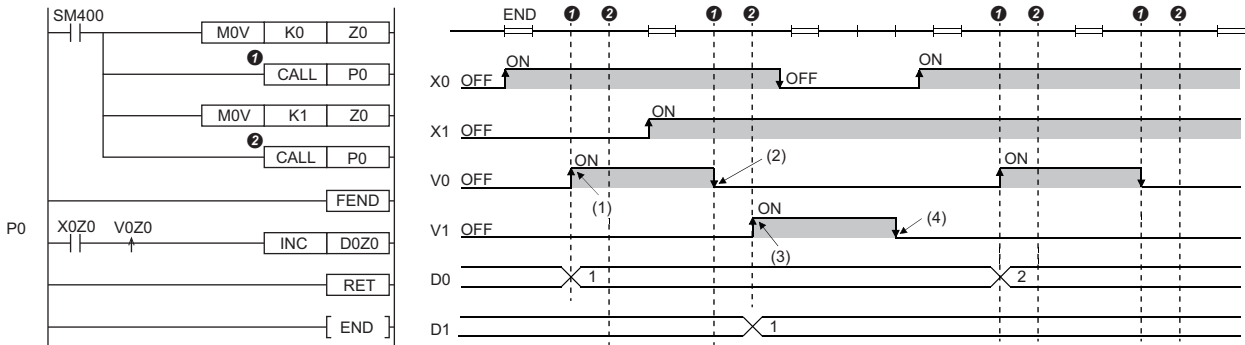 SM400
M0V K0 Z0
❶
CALL P0
M0V K1 Z0
❷
CALL P0
FEND
P0
X0Z0 V0Z0
INC D0Z0
RET
END
END ❶ ❷ ❶ ❷ ❶ ❷ ❶ ❷
X0 OFF ON OFF ON
X1 OFF ON
V0 OFF ON (1) (2) ON
V1 OFF ON (3) (4)
D0 1 2
D1 1